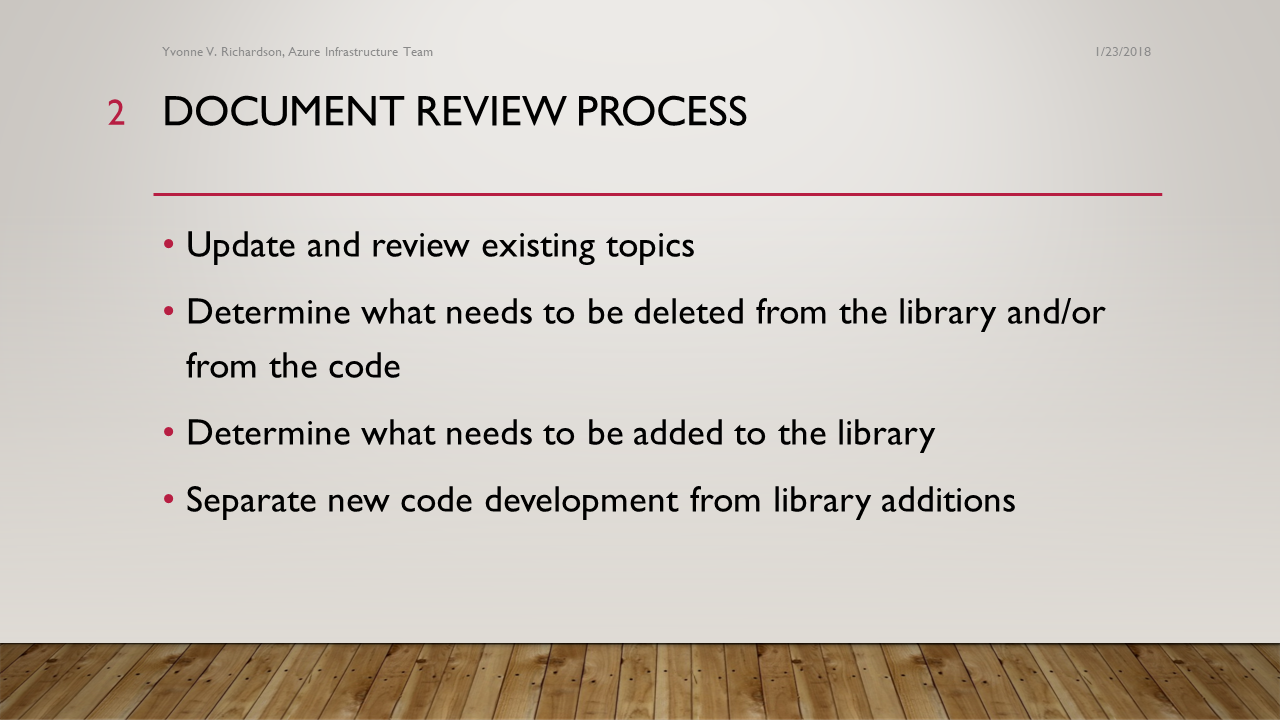 Yvonne V. Richardson, Azure Infrastructure Team
1/23/2018
2
DOCUMENT REVIEW PROCESS
• Update and review existing topics
• Determine what needs to be deleted from the library and/or
from the code
• Determine what needs to be added to the library
• Separate new code development from library additions